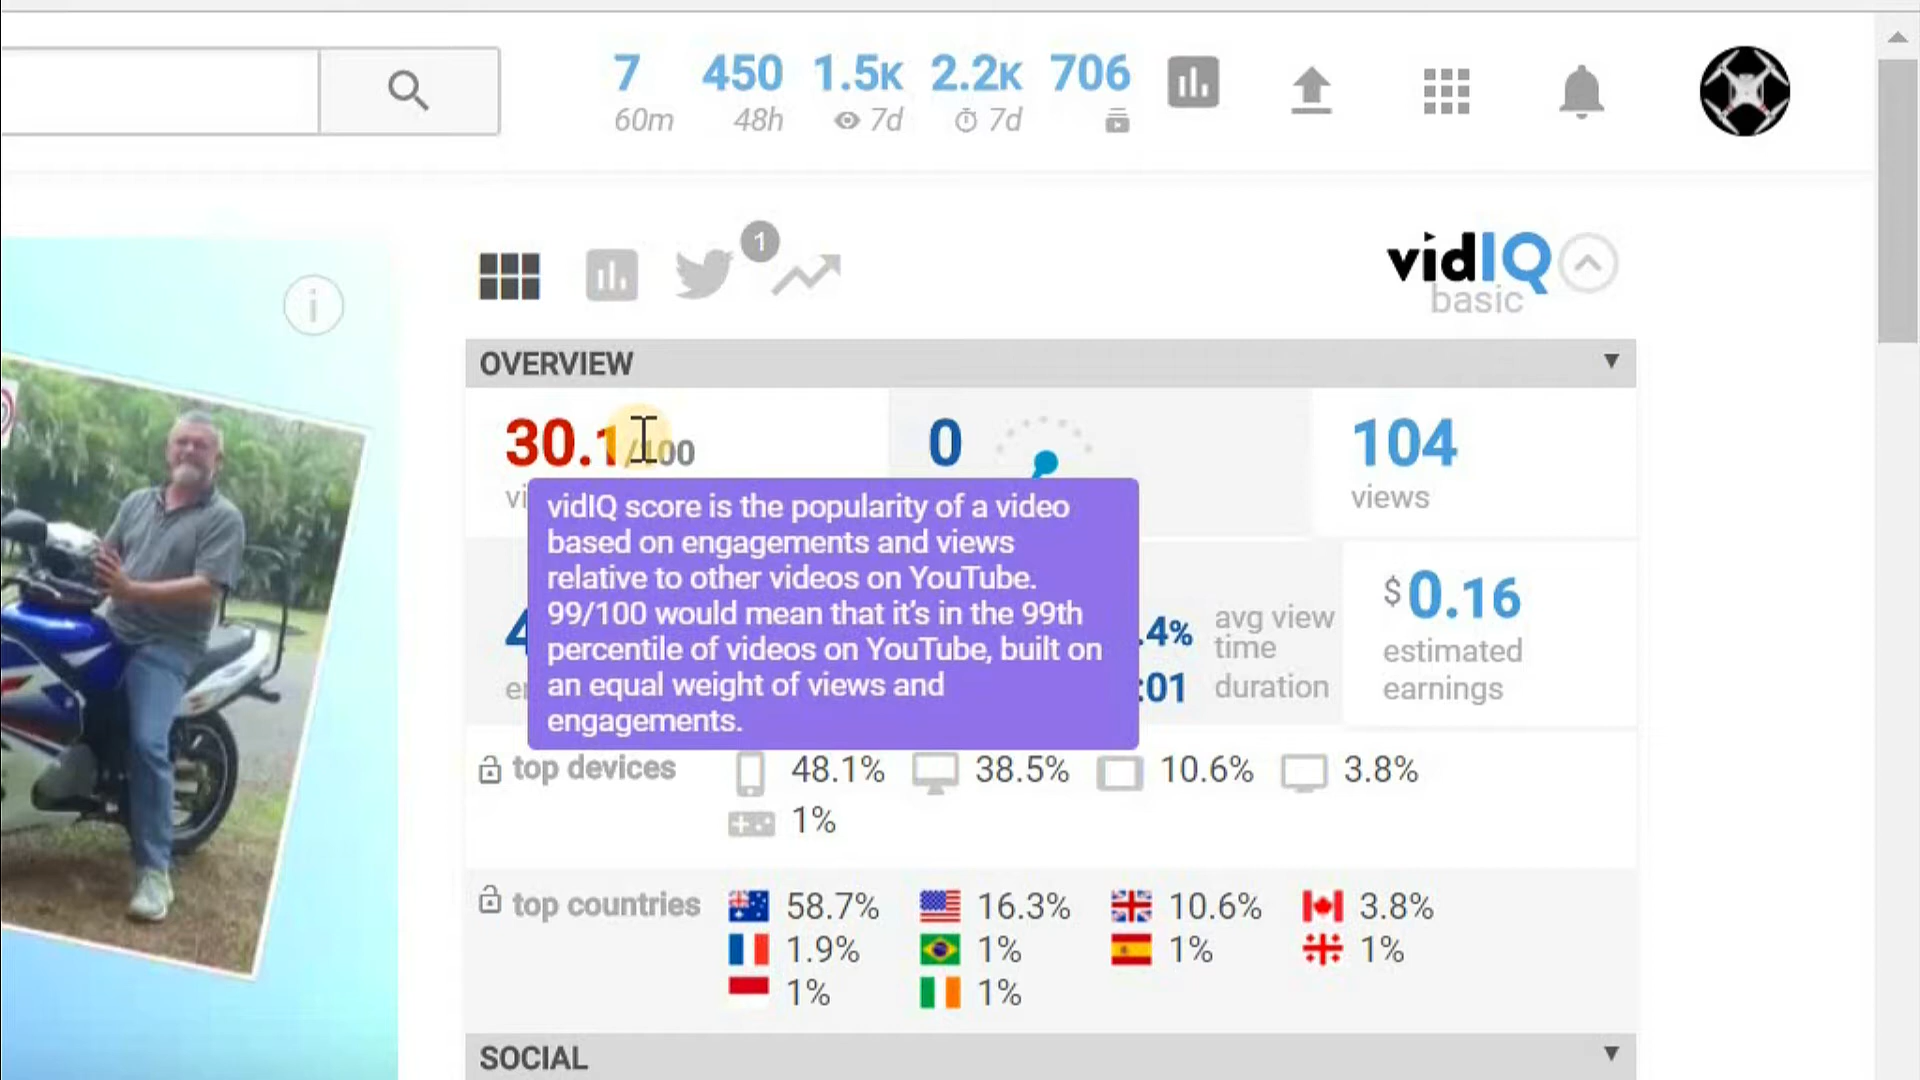 7 450 1.5K 2.2K 706
60m 48h 7d 7d
1
vidIQ
basic
OVERVIEW
30.1/100 0 104
views
vidIQ score is the popularity of a video
based on engagements and views
relative to other videos on YouTube.
99/100 would mean that it's in the 99th
percentile of videos on YouTube, built on
an equal weight of views and
engagements.
.4% avg view
time
:01 duration
$0.16
estimated
earnings
top devices 48.1% 38.5% 10.6% 3.8%
1%
top countries 58.7% 16.3% 10.6% 3.8%
1.9% 1% 1% 1%
1% 1%
SOCIAL